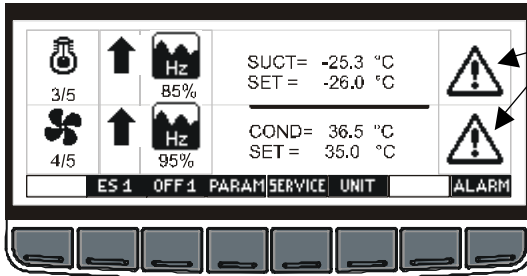 Hz
SUCT= -25.3 °C
SET = -26.0 °C
3/5
85%
Hz
COND= 36.5 °C
SET = 35.0 °C
4/5
95%
ES 1 OFF 1 PARAM SERVICE UNIT ALARM